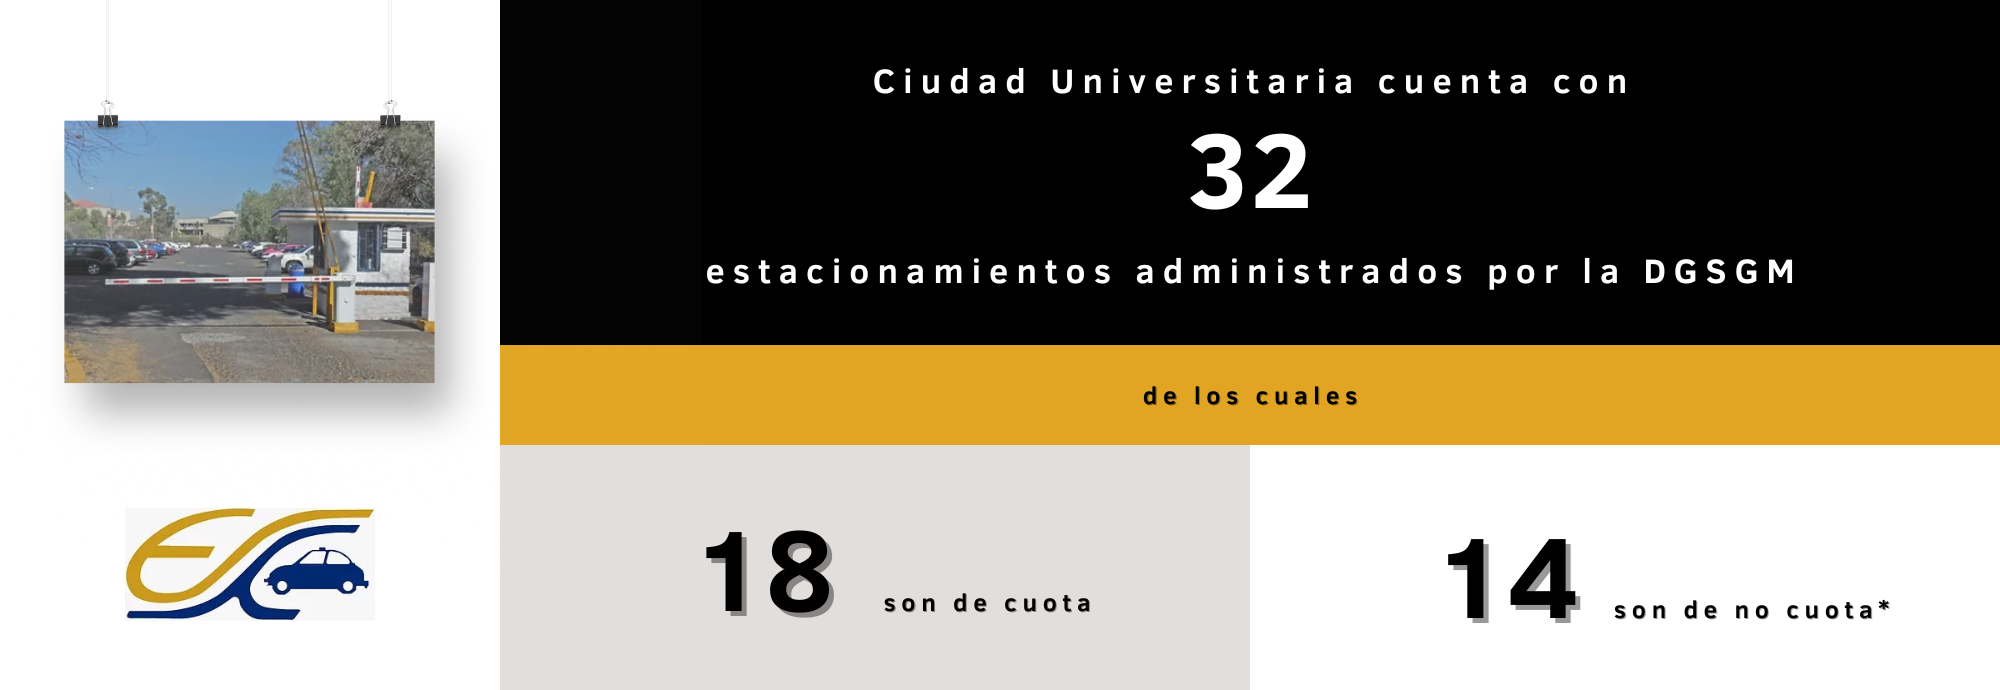 Ciudad Universitaria cuenta con
32
estacionamientos administrados por la DGSGM
de los cuales
18 son de cuota
14 son de no cuota*